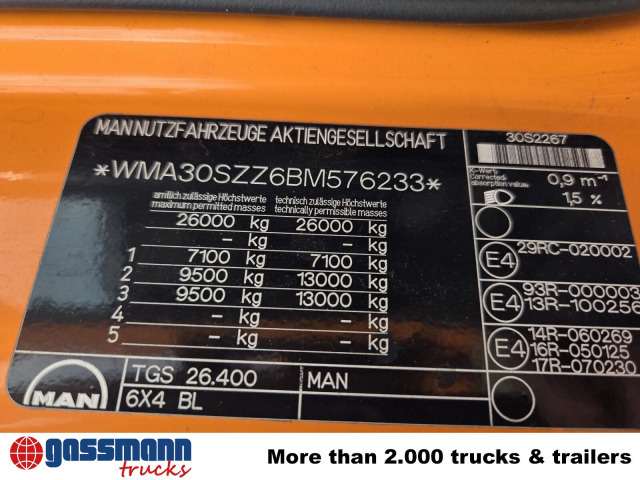 MAN NUTZFAHRZEUGE AKTIENGESELLSCHAFT
*WMA30SZZ6BM576233*
amtlich zulässige Höchstwerte technisch zulässige Höchstwerte
maximum permitted masses technically permissible masses
26000 kg 26000 kg
- kg - kg
1 7100 kg 7100 kg
2 9500 kg 13000 kg
3 9500 kg 13000 kg
4 - kg - kg
5 - kg - kg
MAN
TGS 26.400 MAN
6X4 BL
30S2267
K-Wert
Corrected absorption value: 0,9 m⁻¹
1,5 %
E4 29RC-020002
E4 93R-000003
13R-100256
E4 14R-060269
16R-050125
17R-070230
gassmann trucks
More than 2.000 trucks & trailers